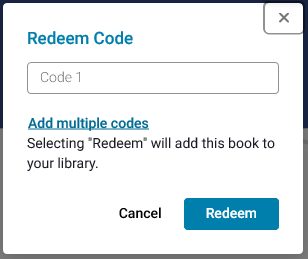 Redeem Code
Code 1
Add multiple codes
Selecting "Redeem" will add this book to
your library.
Cancel
Redeem